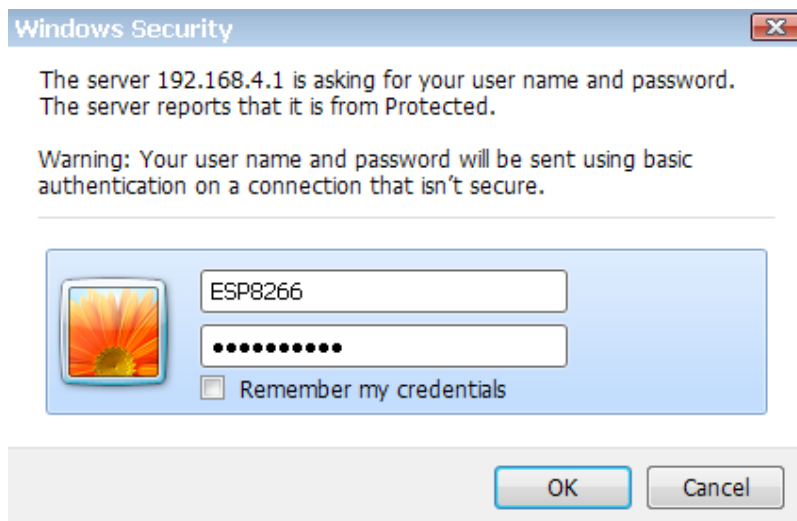 Windows Security
The server 192.168.4.1 is asking for your user name and password.
The server reports that it is from Protected.
Warning: Your user name and password will be sent using basic
authentication on a connection that isn't secure.
ESP8266
●●●●●●●●●●
Remember my credentials
OK
Cancel